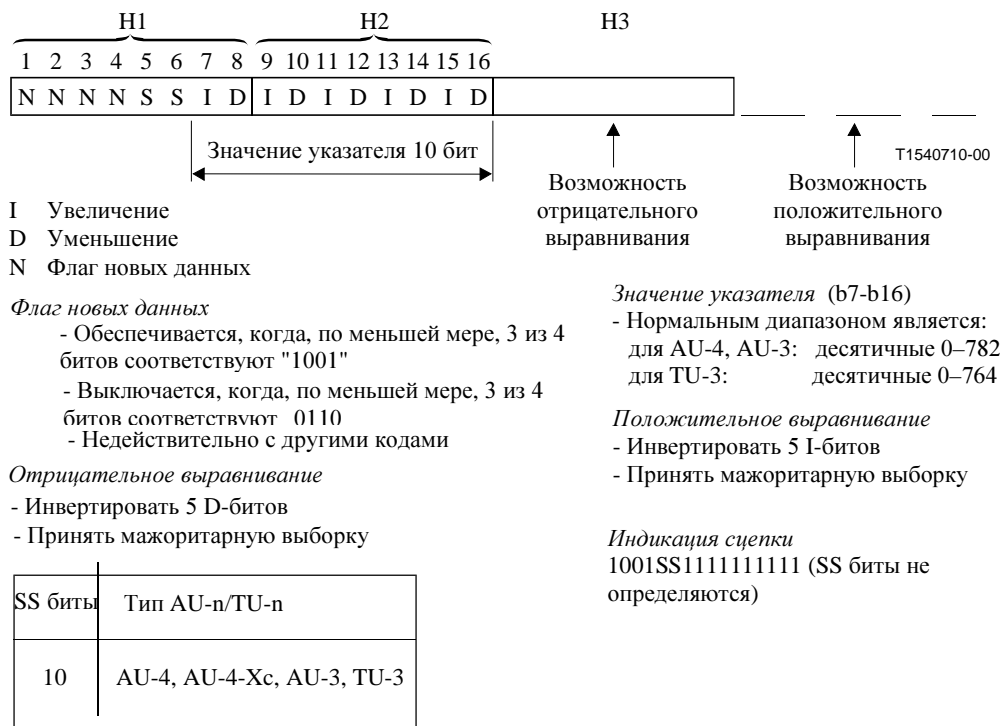 H1 H2 H3
1 2 3 4 5 6 7 8 9 10 11 12 13 14 15 16
N N N N S S I D I D I D I D I D
Значение указателя 10 бит
T1540710-00
Возможность
отрицательного
выравнивания
Возможность
положительного
выравнивания
I Увеличение
D Уменьшение
N Флаг новых данных
Флаг новых данных
- Обеспечивается, когда, по меньшей мере, 3 из 4
битов соответствуют "1001"
- Выключается, когда, по меньшей мере, 3 из 4
битов соответствуют 0110
- Недействительно с другими кодами
Отрицательное выравнивание
- Инвертировать 5 D-битов
- Принять мажоритарную выборку
Значение указателя (b7-b16)
- Нормальным диапазоном является:
для AU-4, AU-3: десятичные 0–782
для TU-3: десятичные 0–764
Положительное выравнивание
- Инвертировать 5 I-битов
- Принять мажоритарную выборку
Индикация сцепки
1001SS1111111111 (SS биты не
определяются)
SS биты Тип AU-n/TU-n
10 AU-4, AU-4-Xc, AU-3, TU-3